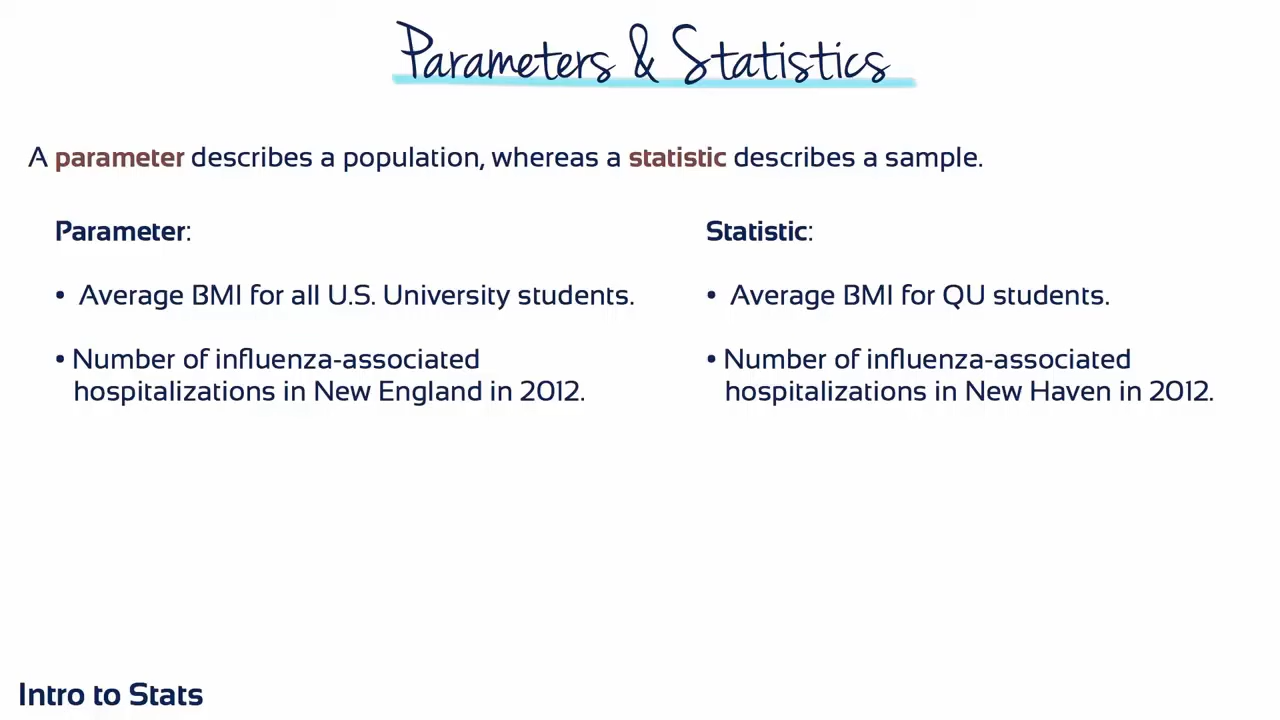 Parameters & Statistics
A parameter describes a population, whereas a statistic describes a sample.
Parameter:
• Average BMI for all U.S. University students.
• Number of influenza-associated
hospitalizations in New England in 2012.
Statistic:
• Average BMI for QU students.
• Number of influenza-associated
hospitalizations in New Haven in 2012.
Intro to Stats